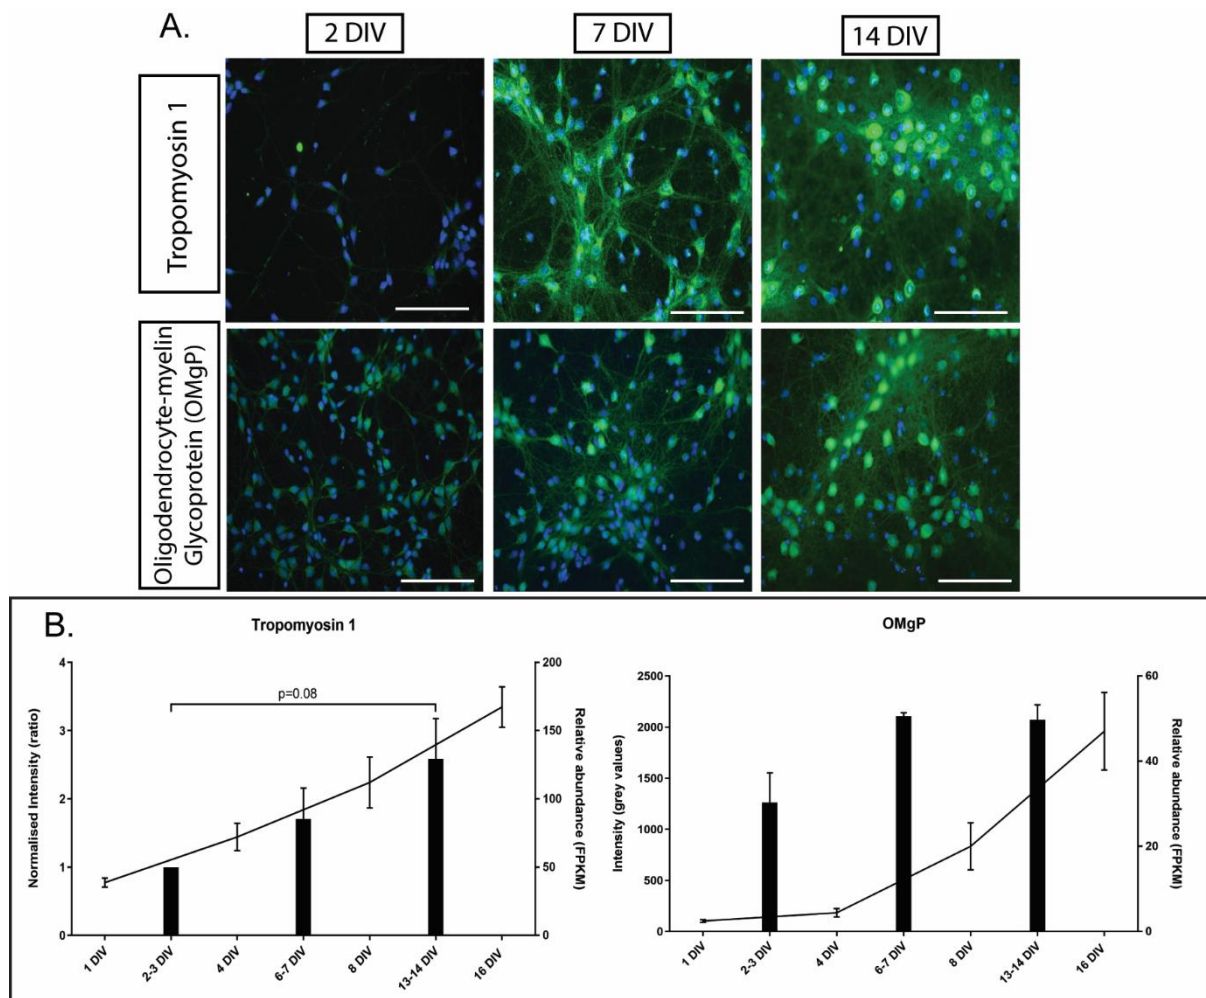 A.
2 DIV
7 DIV
14 DIV
Tropomyosin 1
Oligodendrocyte-myelin
Glycoprotein (OMgP)
B.
Tropomyosin 1
Normalised Intensity (ratio)
4
3
2
1
0
p=0.08
200
150
100
50
0
Relative abundance
(FPKM)
1 DIV
2-3 DIV
4 DIV
6-7 DIV
8 DIV
13-14 DIV
16 DIV
OMgP
Intensity (grey values)
2500
2000
1500
1000
500
0
60
40
20
0
Relative abundance
(FPKM)
1 DIV
2-3 DIV
4 DIV
6-7 DIV
8 DIV
13-14 DIV
16 DIV